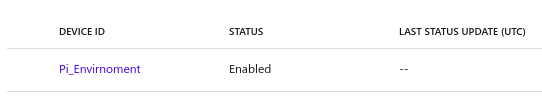 DEVICE ID STATUS LAST STATUS UPDATE (UTC)
Pi_Envirnoment Enabled --